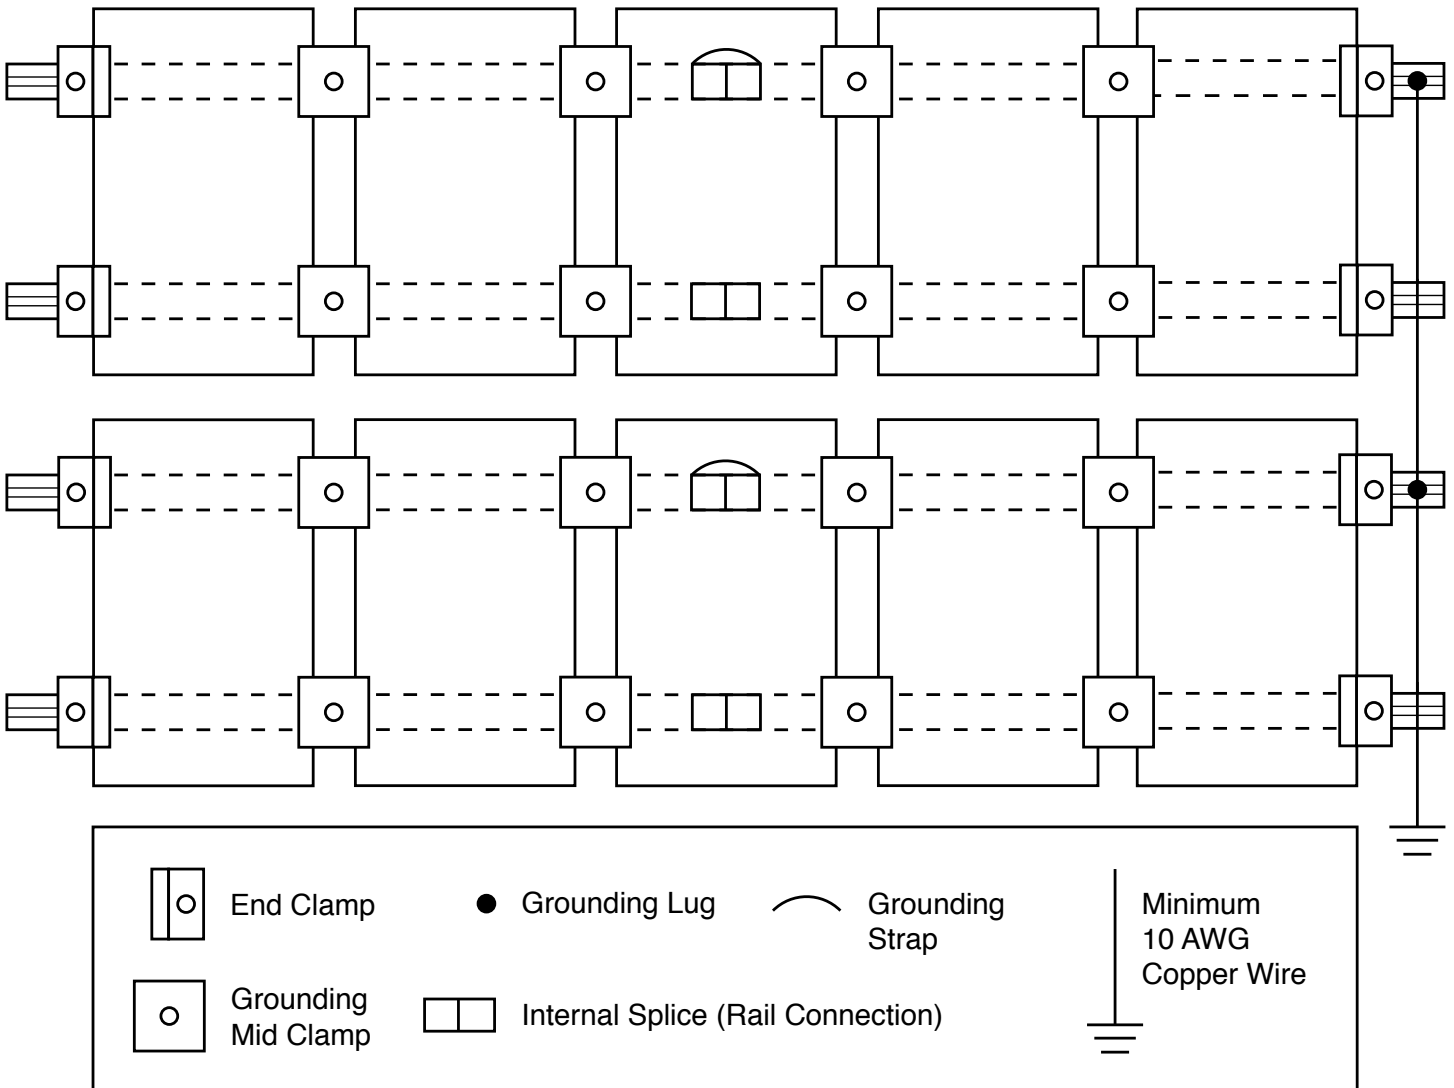 End Clamp
Grounding Lug
Grounding
Strap
Minimum
10 AWG
Copper Wire
Grounding
Mid Clamp
Internal Splice (Rail Connection)